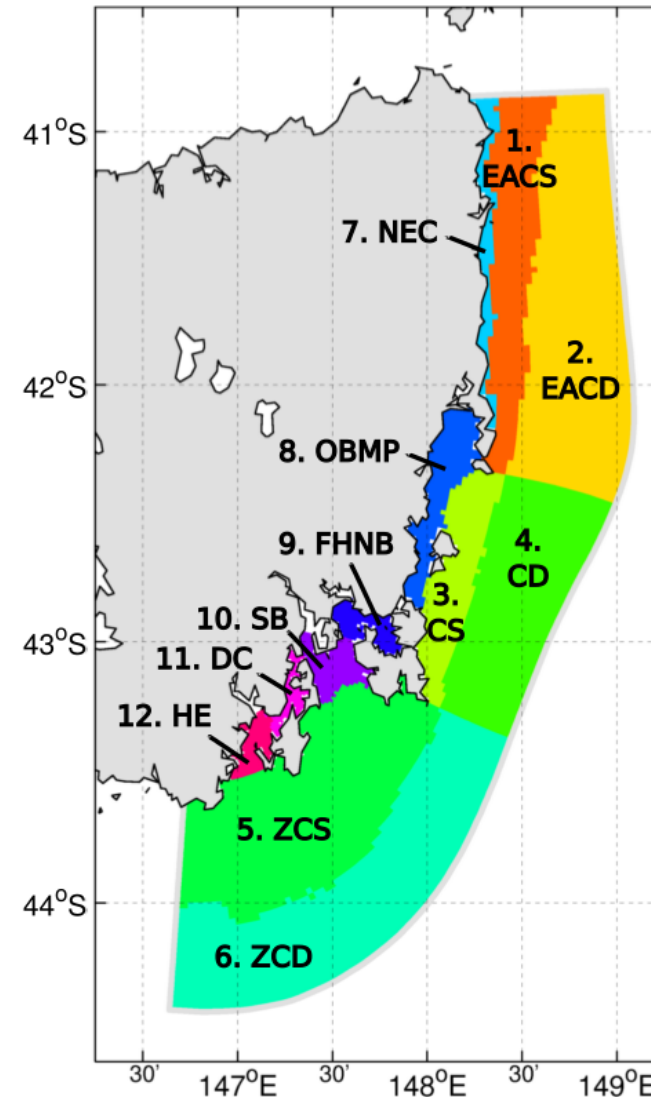 41°S
1.
EACS
7. NEC
2.
EACD
42°S
8. OBMP
9. FHNB
4.
CD
3.
CS
10. SB
43°S
11. DC
12. HE
5. ZCS
44°S
6. ZCD
30' 147°E 30' 148°E 30' 149°E